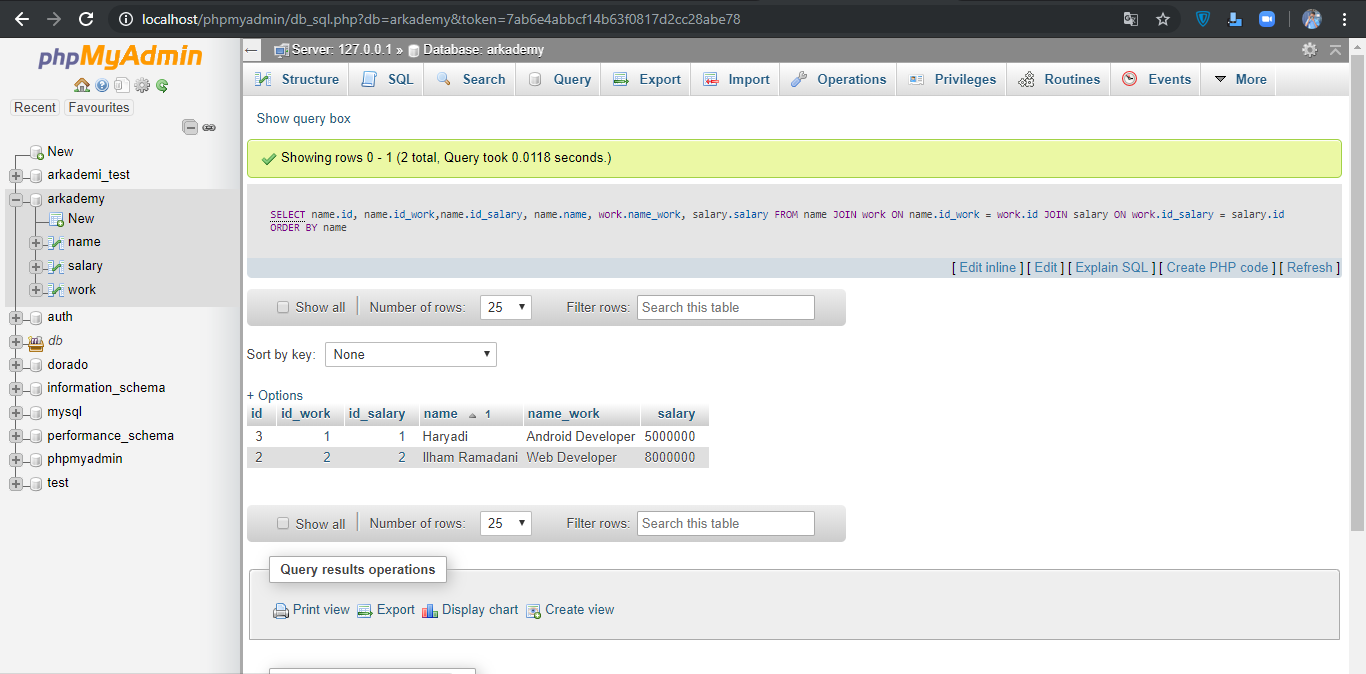 localhost/phpmyadmin/db_sql.php?db=arkademy&token=7ab6e4abbcf14b63f0817d2cc28abe78
phpMyAdmin
Recent Favourites
New
arkademi_test
arkademy
New
name
salary
work
auth
db
dorado
information_schema
mysql
performance_schema
phpmyadmin
test
Server: 127.0.0.1 » Database: arkademy
Structure SQL Search Query Export Import Operations Privileges Routines Events More
Show query box
Showing rows 0 - 1 (2 total, Query took 0.0118 seconds.)
SELECT name.id, name.id_work,name.id_salary, name.name, work.name_work, salary.salary FROM name JOIN work ON name.id_work = work.id JOIN salary ON work.id_salary = salary.id
ORDER BY name
[ Edit inline ] [ Edit ] [ Explain SQL ] [ Create PHP code ] [ Refresh ]
Show all Number of rows: 25 Filter rows: Search this table
Sort by key: None
+ Options
id id_work id_salary name 1 name_work salary
3 1 1 Haryadi Android Developer 5000000
2 2 2 Ilham Ramadani Web Developer 8000000
Show all Number of rows: 25 Filter rows: Search this table
Query results operations
Print view Export Display chart Create view